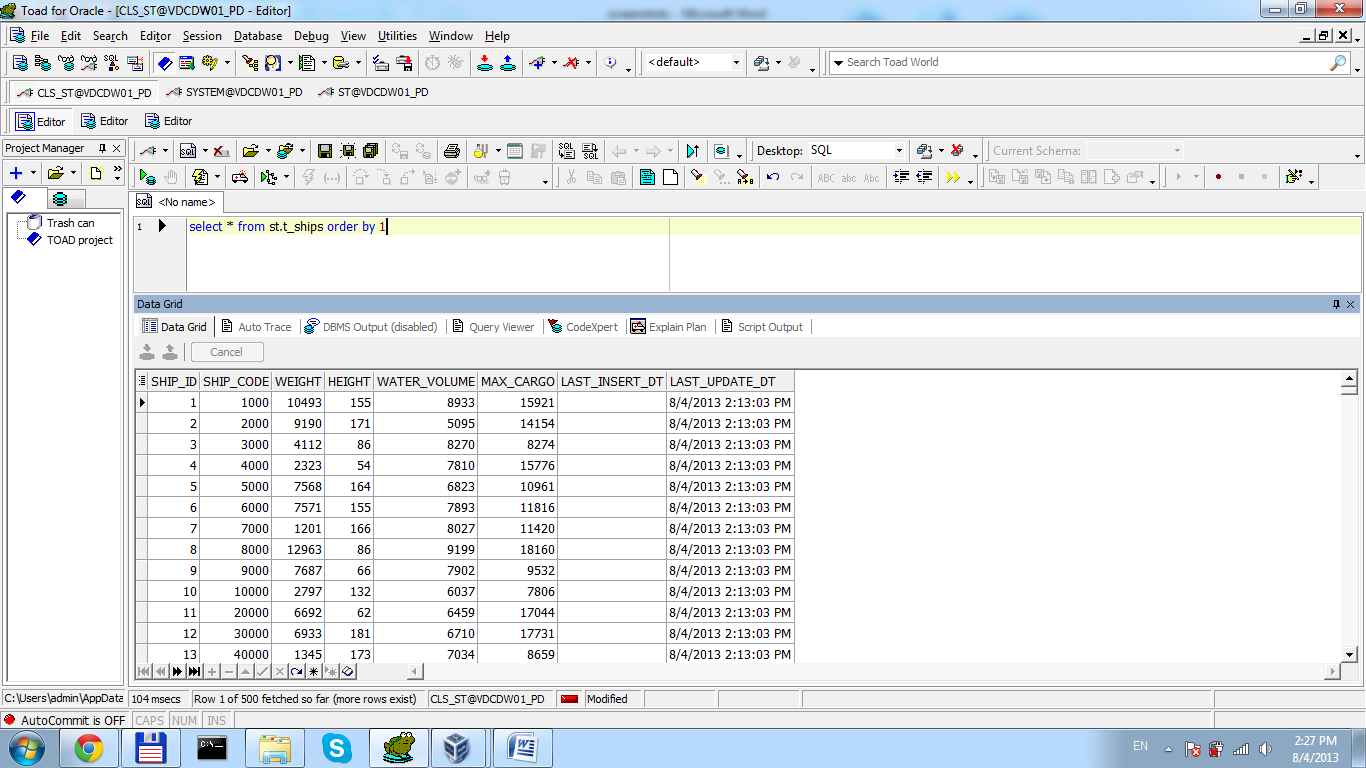 Toad for Oracle - [CLS_ST@VDCDW01_PD - Editor]
screenshots - Microsoft Word
File Edit Search Editor Session Database Debug View Utilities Window Help
<default> Search Toad World
CLS_ST@VDCDW01_PD SYSTEM@VDCDW01_PD ST@VDCDW01_PD
Editor Editor Editor
Project Manager
SQL Desktop: SQL Current Schema:
ABC abc Abc
SQL <No name>
Trash can
TOAD project
1 select * from st.t_ships order by 1
Data Grid
Data Grid Auto Trace DBMS Output (disabled) Query Viewer CodeXpert Explain Plan Script Output
Cancel
SHIP_ID SHIP_CODE WEIGHT HEIGHT WATER_VOLUME MAX_CARGO LAST_INSERT_DT LAST_UPDATE_DT
1 1000 10493 155 8933 15921 8/4/2013 2:13:03 PM
2 2000 9190 171 5095 14154 8/4/2013 2:13:03 PM
3 3000 4112 86 8270 8274 8/4/2013 2:13:03 PM
4 4000 2323 54 7810 15776 8/4/2013 2:13:03 PM
5 5000 7568 164 6823 10961 8/4/2013 2:13:03 PM
6 6000 7571 155 7893 11816 8/4/2013 2:13:03 PM
7 7000 1201 166 8027 11420 8/4/2013 2:13:03 PM
8 8000 12963 86 9199 18160 8/4/2013 2:13:03 PM
9 9000 7687 66 7902 9532 8/4/2013 2:13:03 PM
10 10000 2797 132 6037 7806 8/4/2013 2:13:03 PM
11 20000 6692 62 6459 17044 8/4/2013 2:13:03 PM
12 30000 6933 181 6710 17731 8/4/2013 2:13:03 PM
13 40000 1345 173 7034 8659 8/4/2013 2:13:03 PM
C:\Users\admin\AppData 104 msecs Row 1 of 500 fetched so far (more rows exist) CLS_ST@VDCDW01_PD Modified
AutoCommit is OFF CAPS NUM INS
EN 2:27 PM
8/4/2013